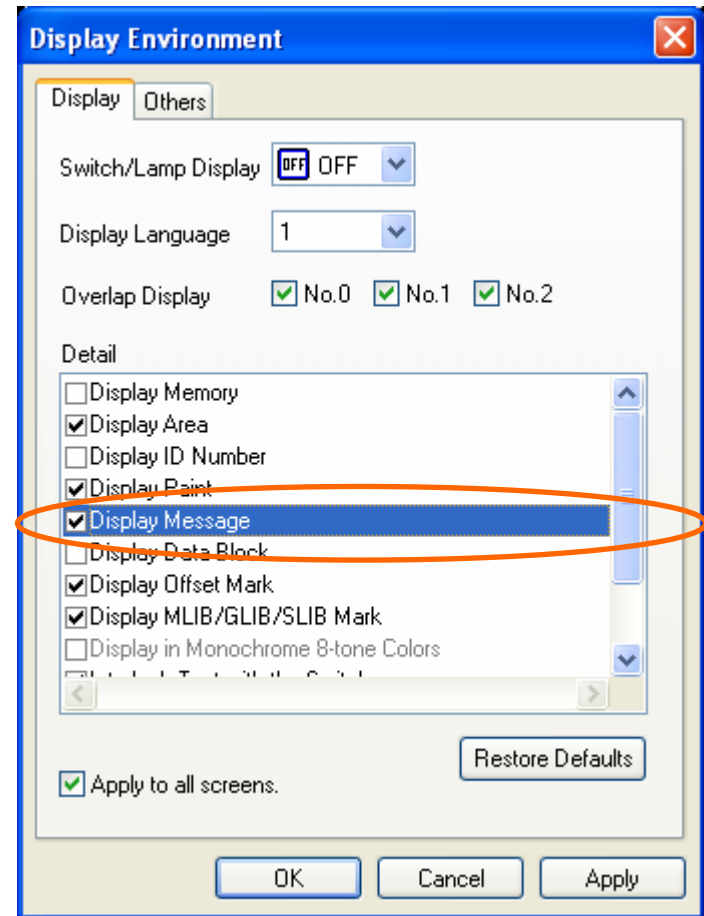 Display Environment
Display Others
Switch/Lamp Display OFF OFF
Display Language 1
Overlap Display No.0 No.1 No.2
Detail
Display Memory
Display Area
Display ID Number
Display Paint
Display Message
Display Data Block
Display Offset Mark
Display MLIB/GLIB/SLIB Mark
Display in Monochrome 8-tone Colors
Restore Defaults
Apply to all screens.
OK Cancel Apply